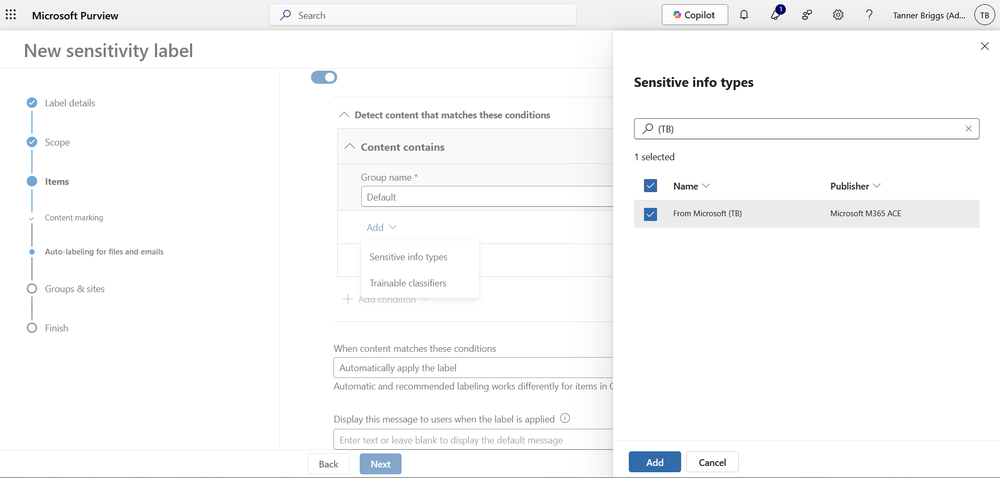 Microsoft Purview
Search
Copilot
1
Tanner Briggs (Ad...
TB
New sensitivity label
Label details
Scope
Items
Content marking
Auto-labeling for files and emails
Groups & sites
Finish
Detect content that matches these conditions
Content contains
Group name *
Default
Add
Sensitive info types
Trainable classifiers
Add condition
When content matches these conditions
Automatically apply the label
Automatic and recommended labeling works differently for items in
Display this message to users when the label is applied
Enter text or leave blank to display the default message
Back
Next
Sensitive info types
(TB)
1 selected
Name Publisher
From Microsoft (TB) Microsoft M365 ACE
Add
Cancel